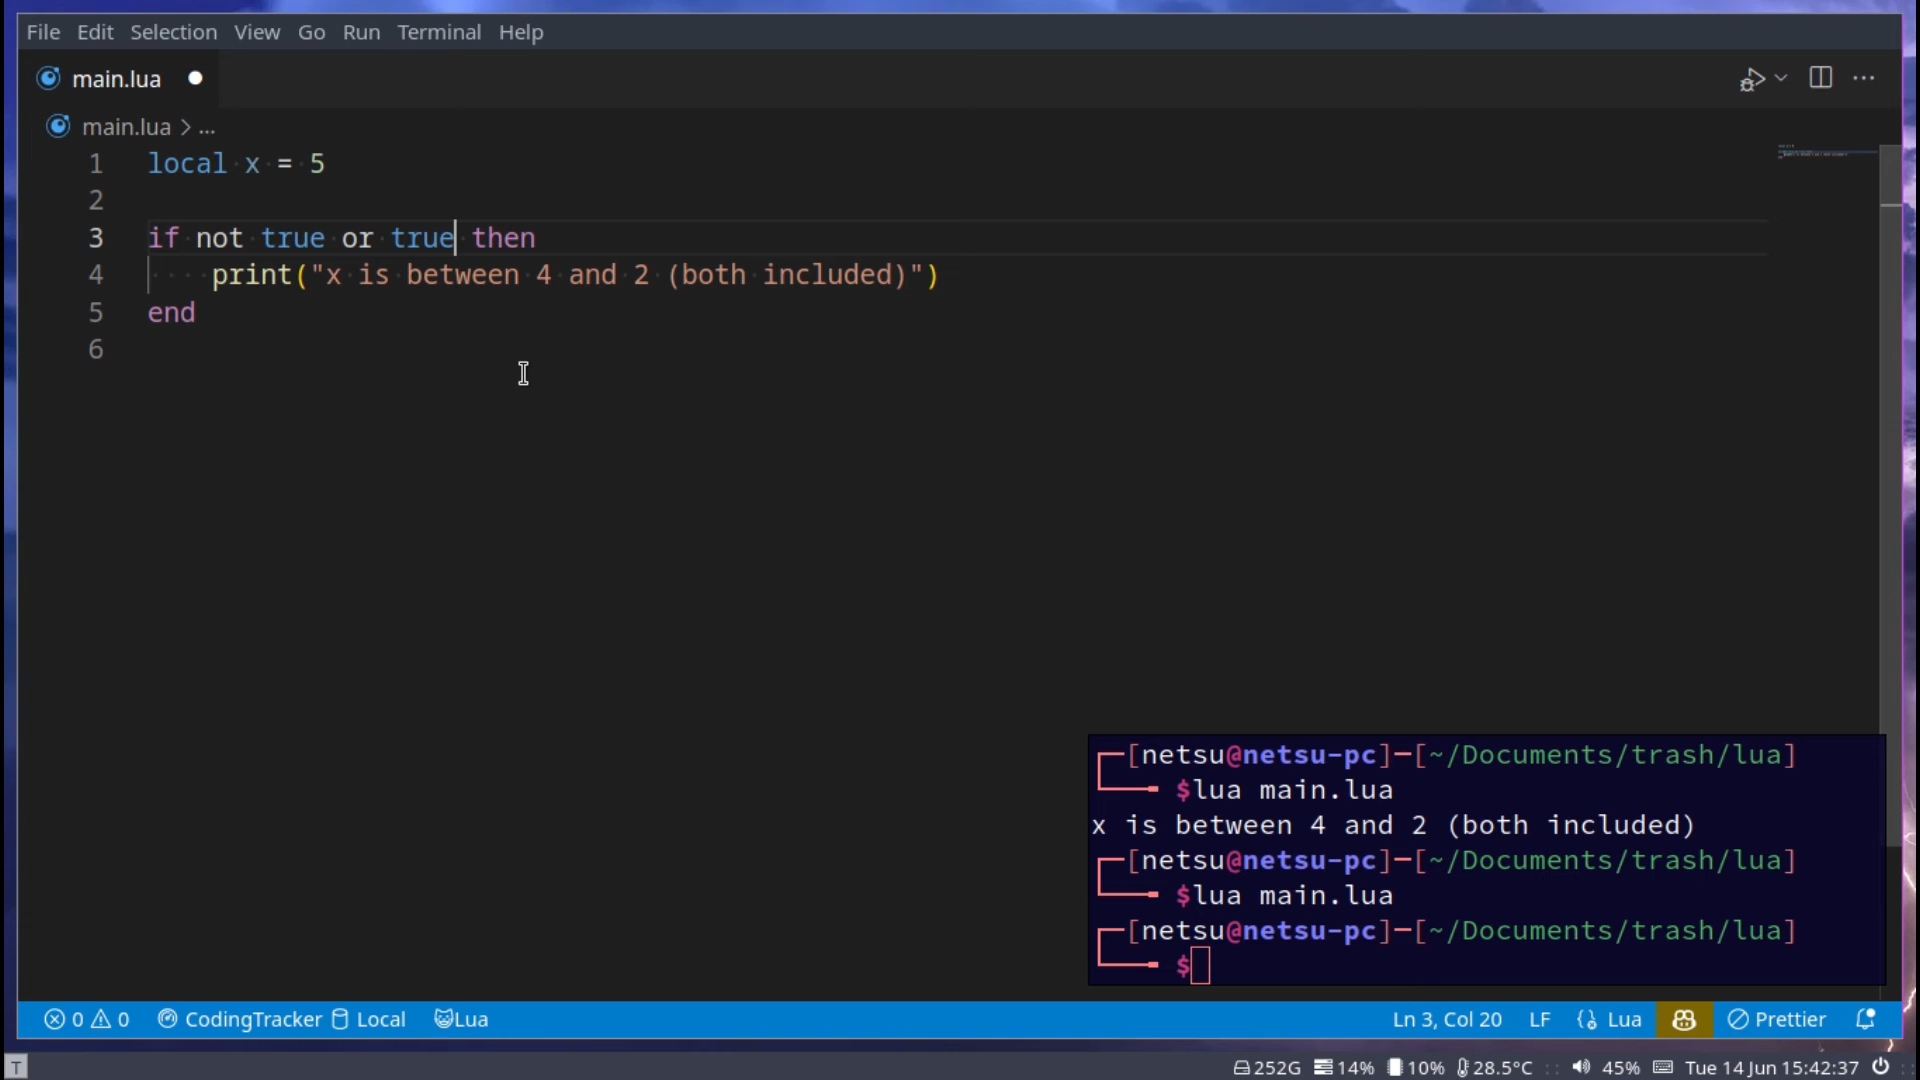 File Edit Selection View Go Run Terminal Help
main.lua
main.lua > ...
1 local x = 5
2
3 if not true or true then
4 print("x is between 4 and 2 (both included)")
5 end
6
[netsu@netsu-pc]-[~/Documents/trash/lua]
$lua main.lua
x is between 4 and 2 (both included)
[netsu@netsu-pc]-[~/Documents/trash/lua]
$lua main.lua
[netsu@netsu-pc]-[~/Documents/trash/lua]
$
0 0 CodingTracker Local Lua Ln 3, Col 20 LF Lua Prettier
T 252G 14% 10% 28.5°C 45% Tue 14 Jun 15:42:37